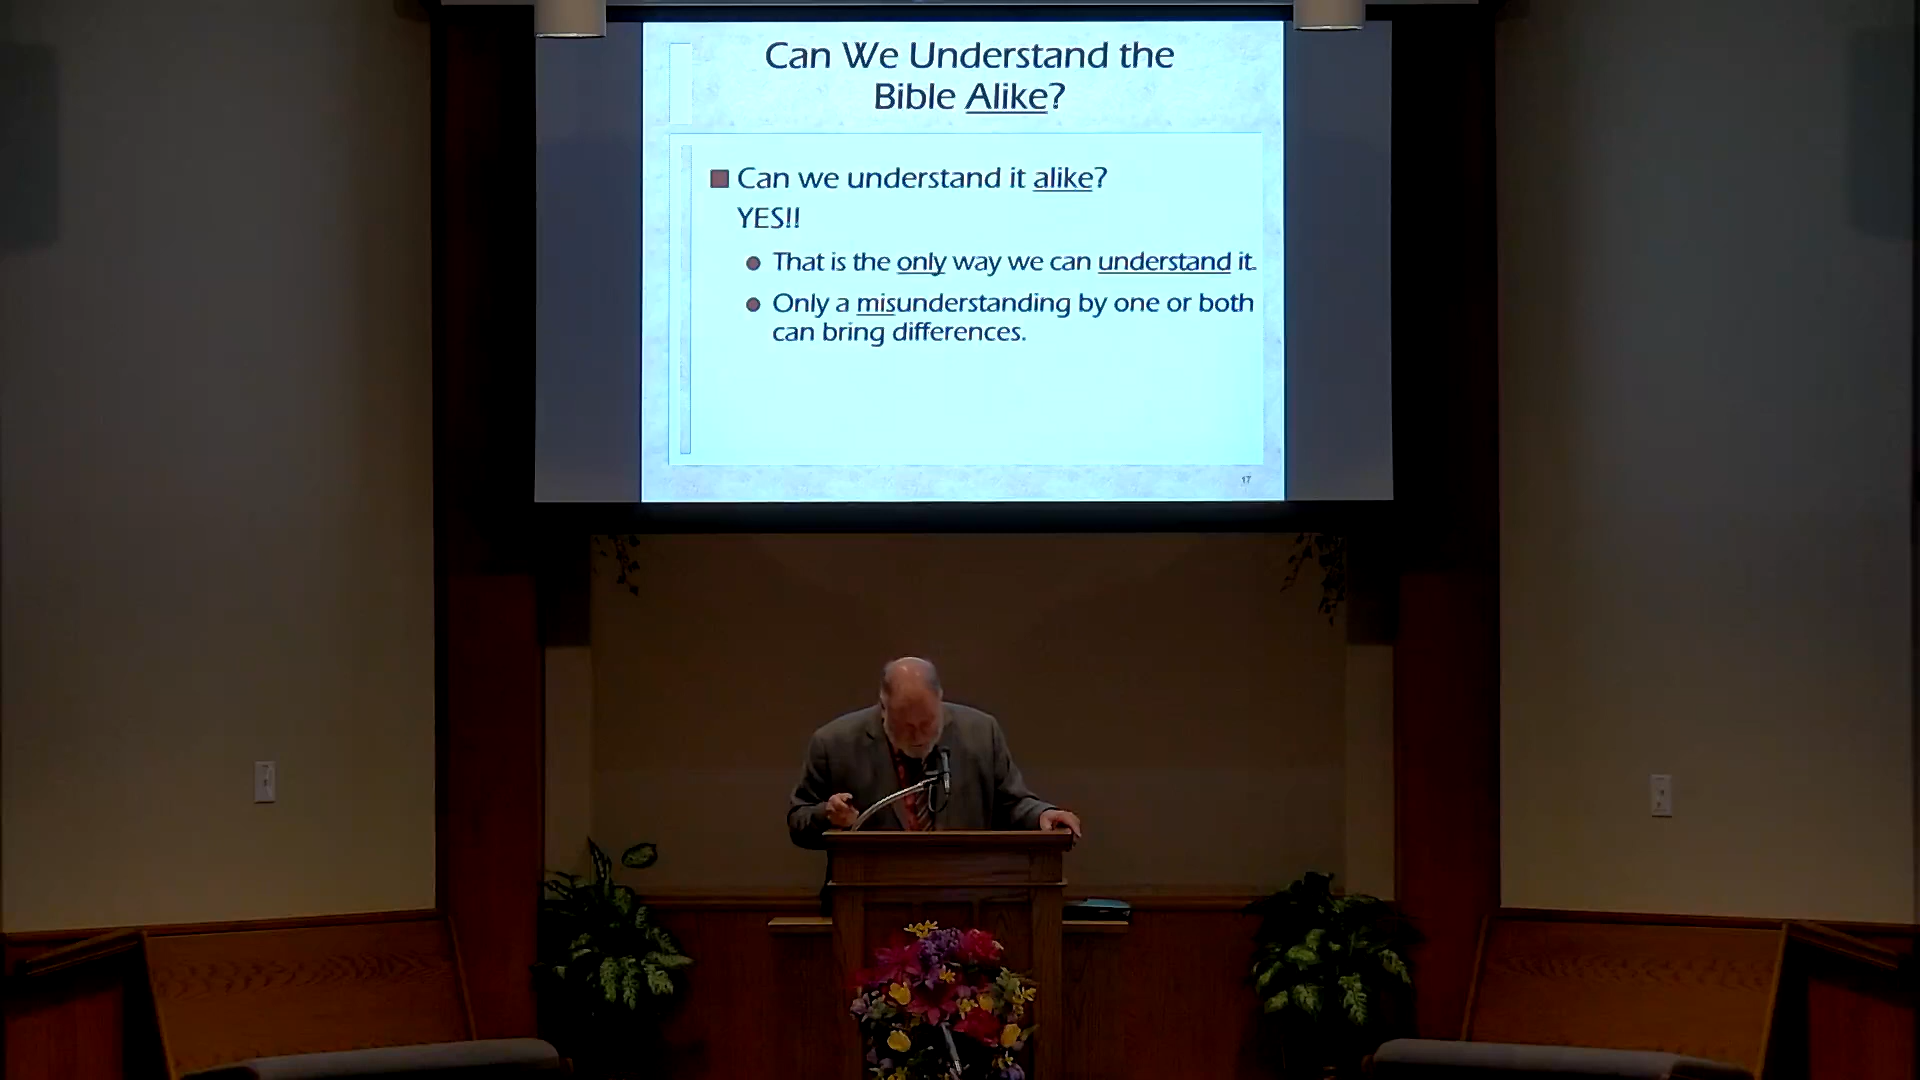 Can We Understand the
Bible Alike?
Can we understand it alike?
YES!!
That is the only way we can understand it.
Only a misunderstanding by one or both
can bring differences.
17